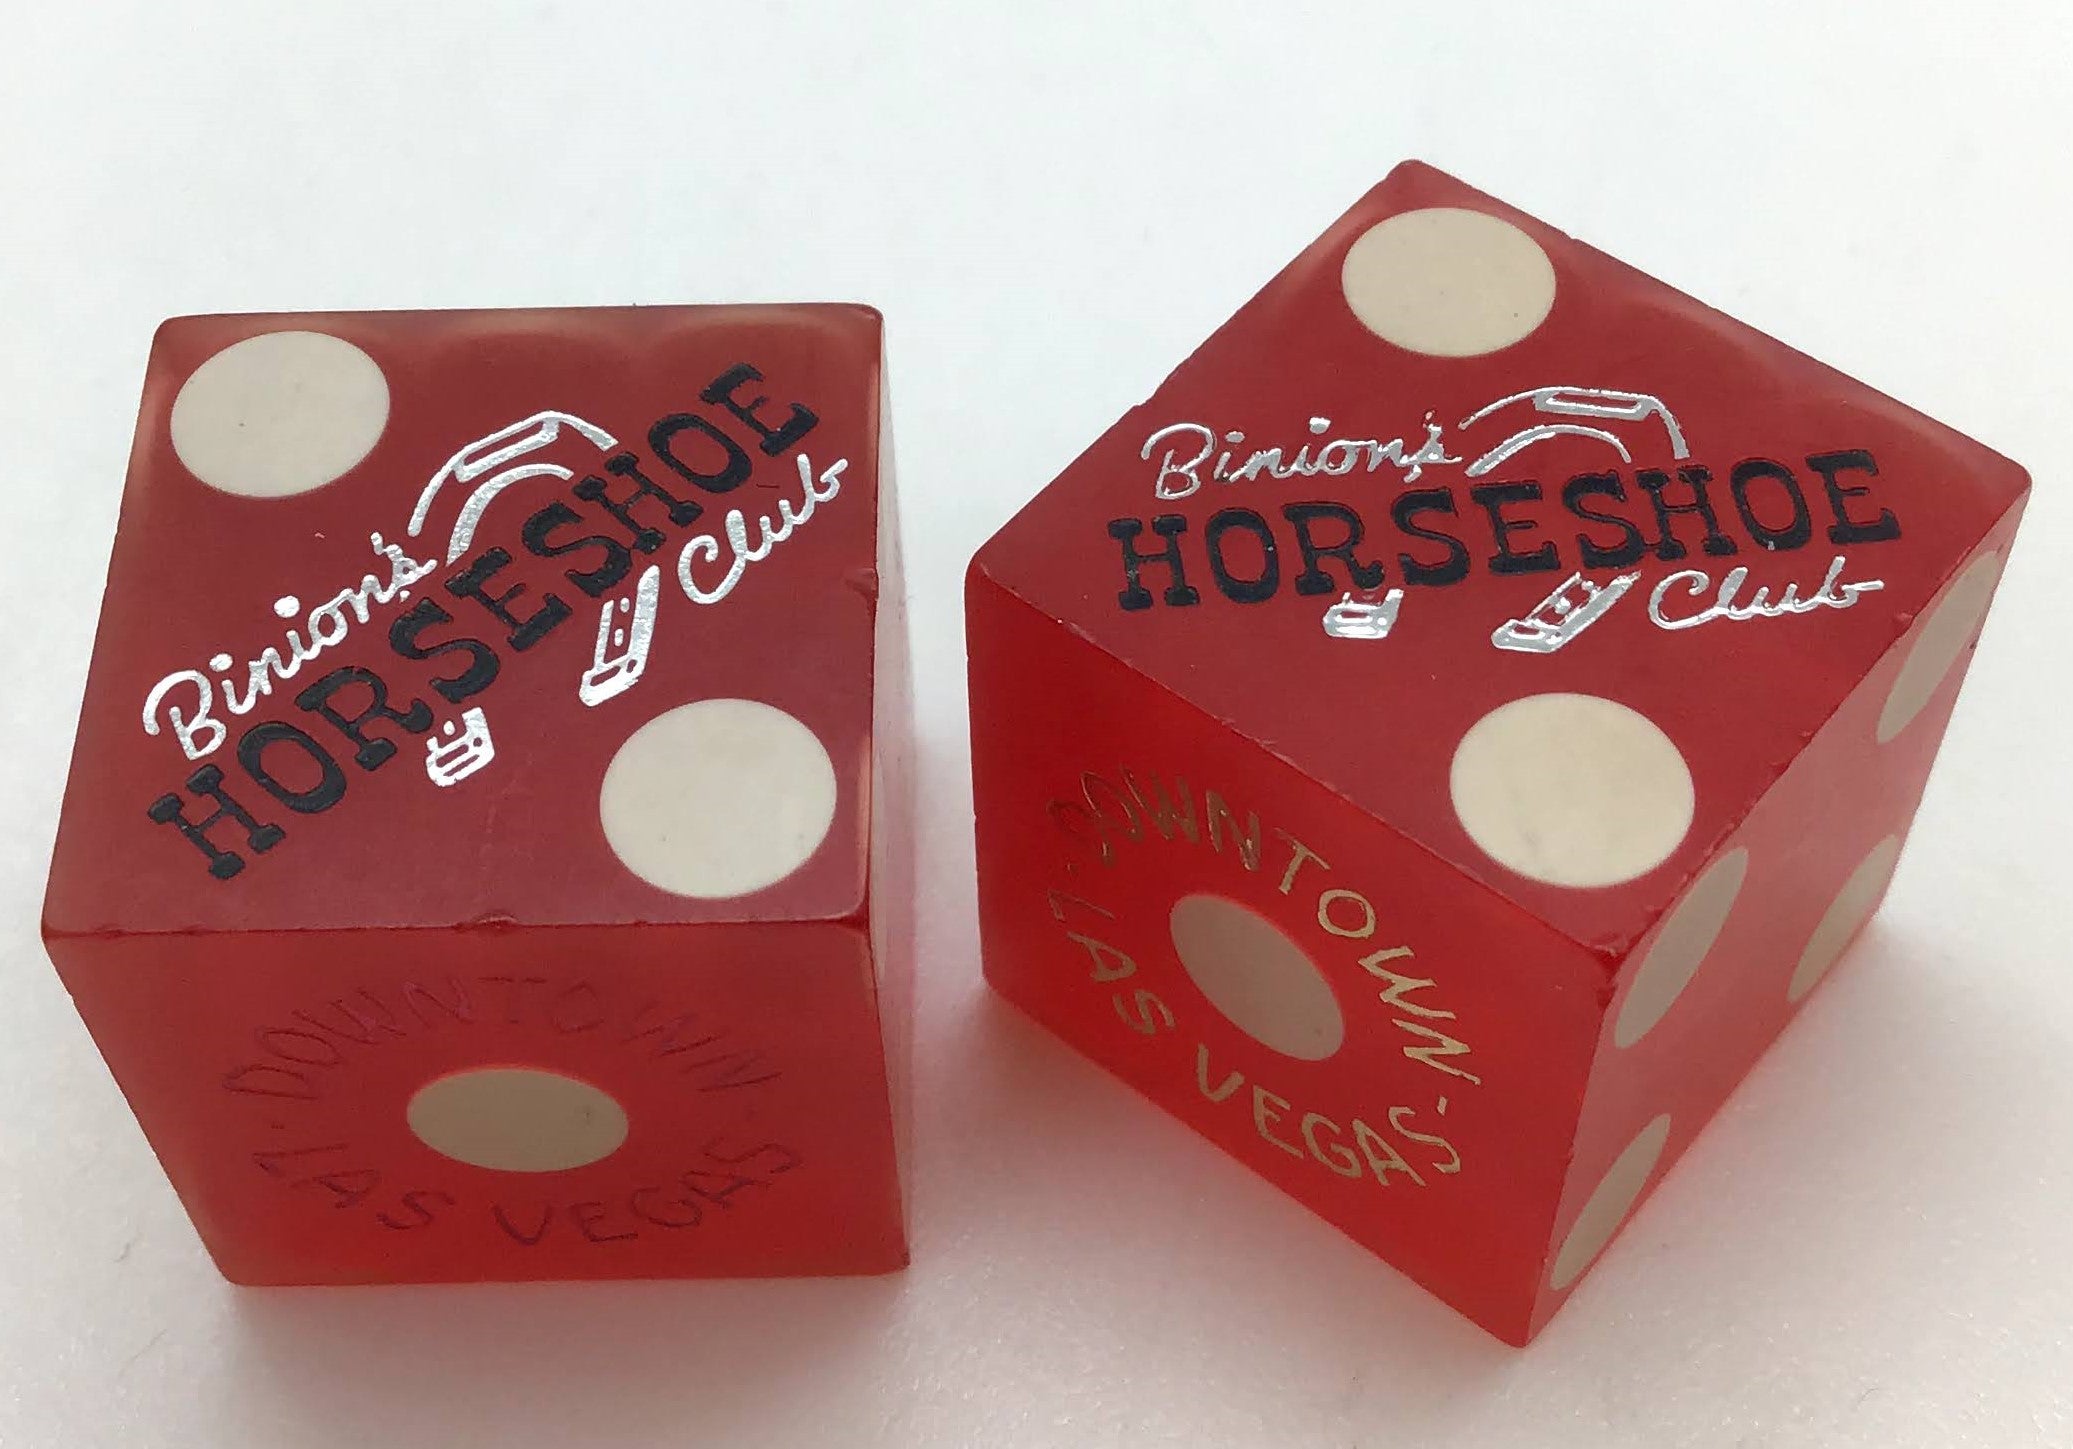 Binion's
HORSESHOE
Club
Binion's
HORSESHOE
Club
·DOWNTOWN·
LAS VEGAS
·DOWNTOWN·
LAS VEGAS